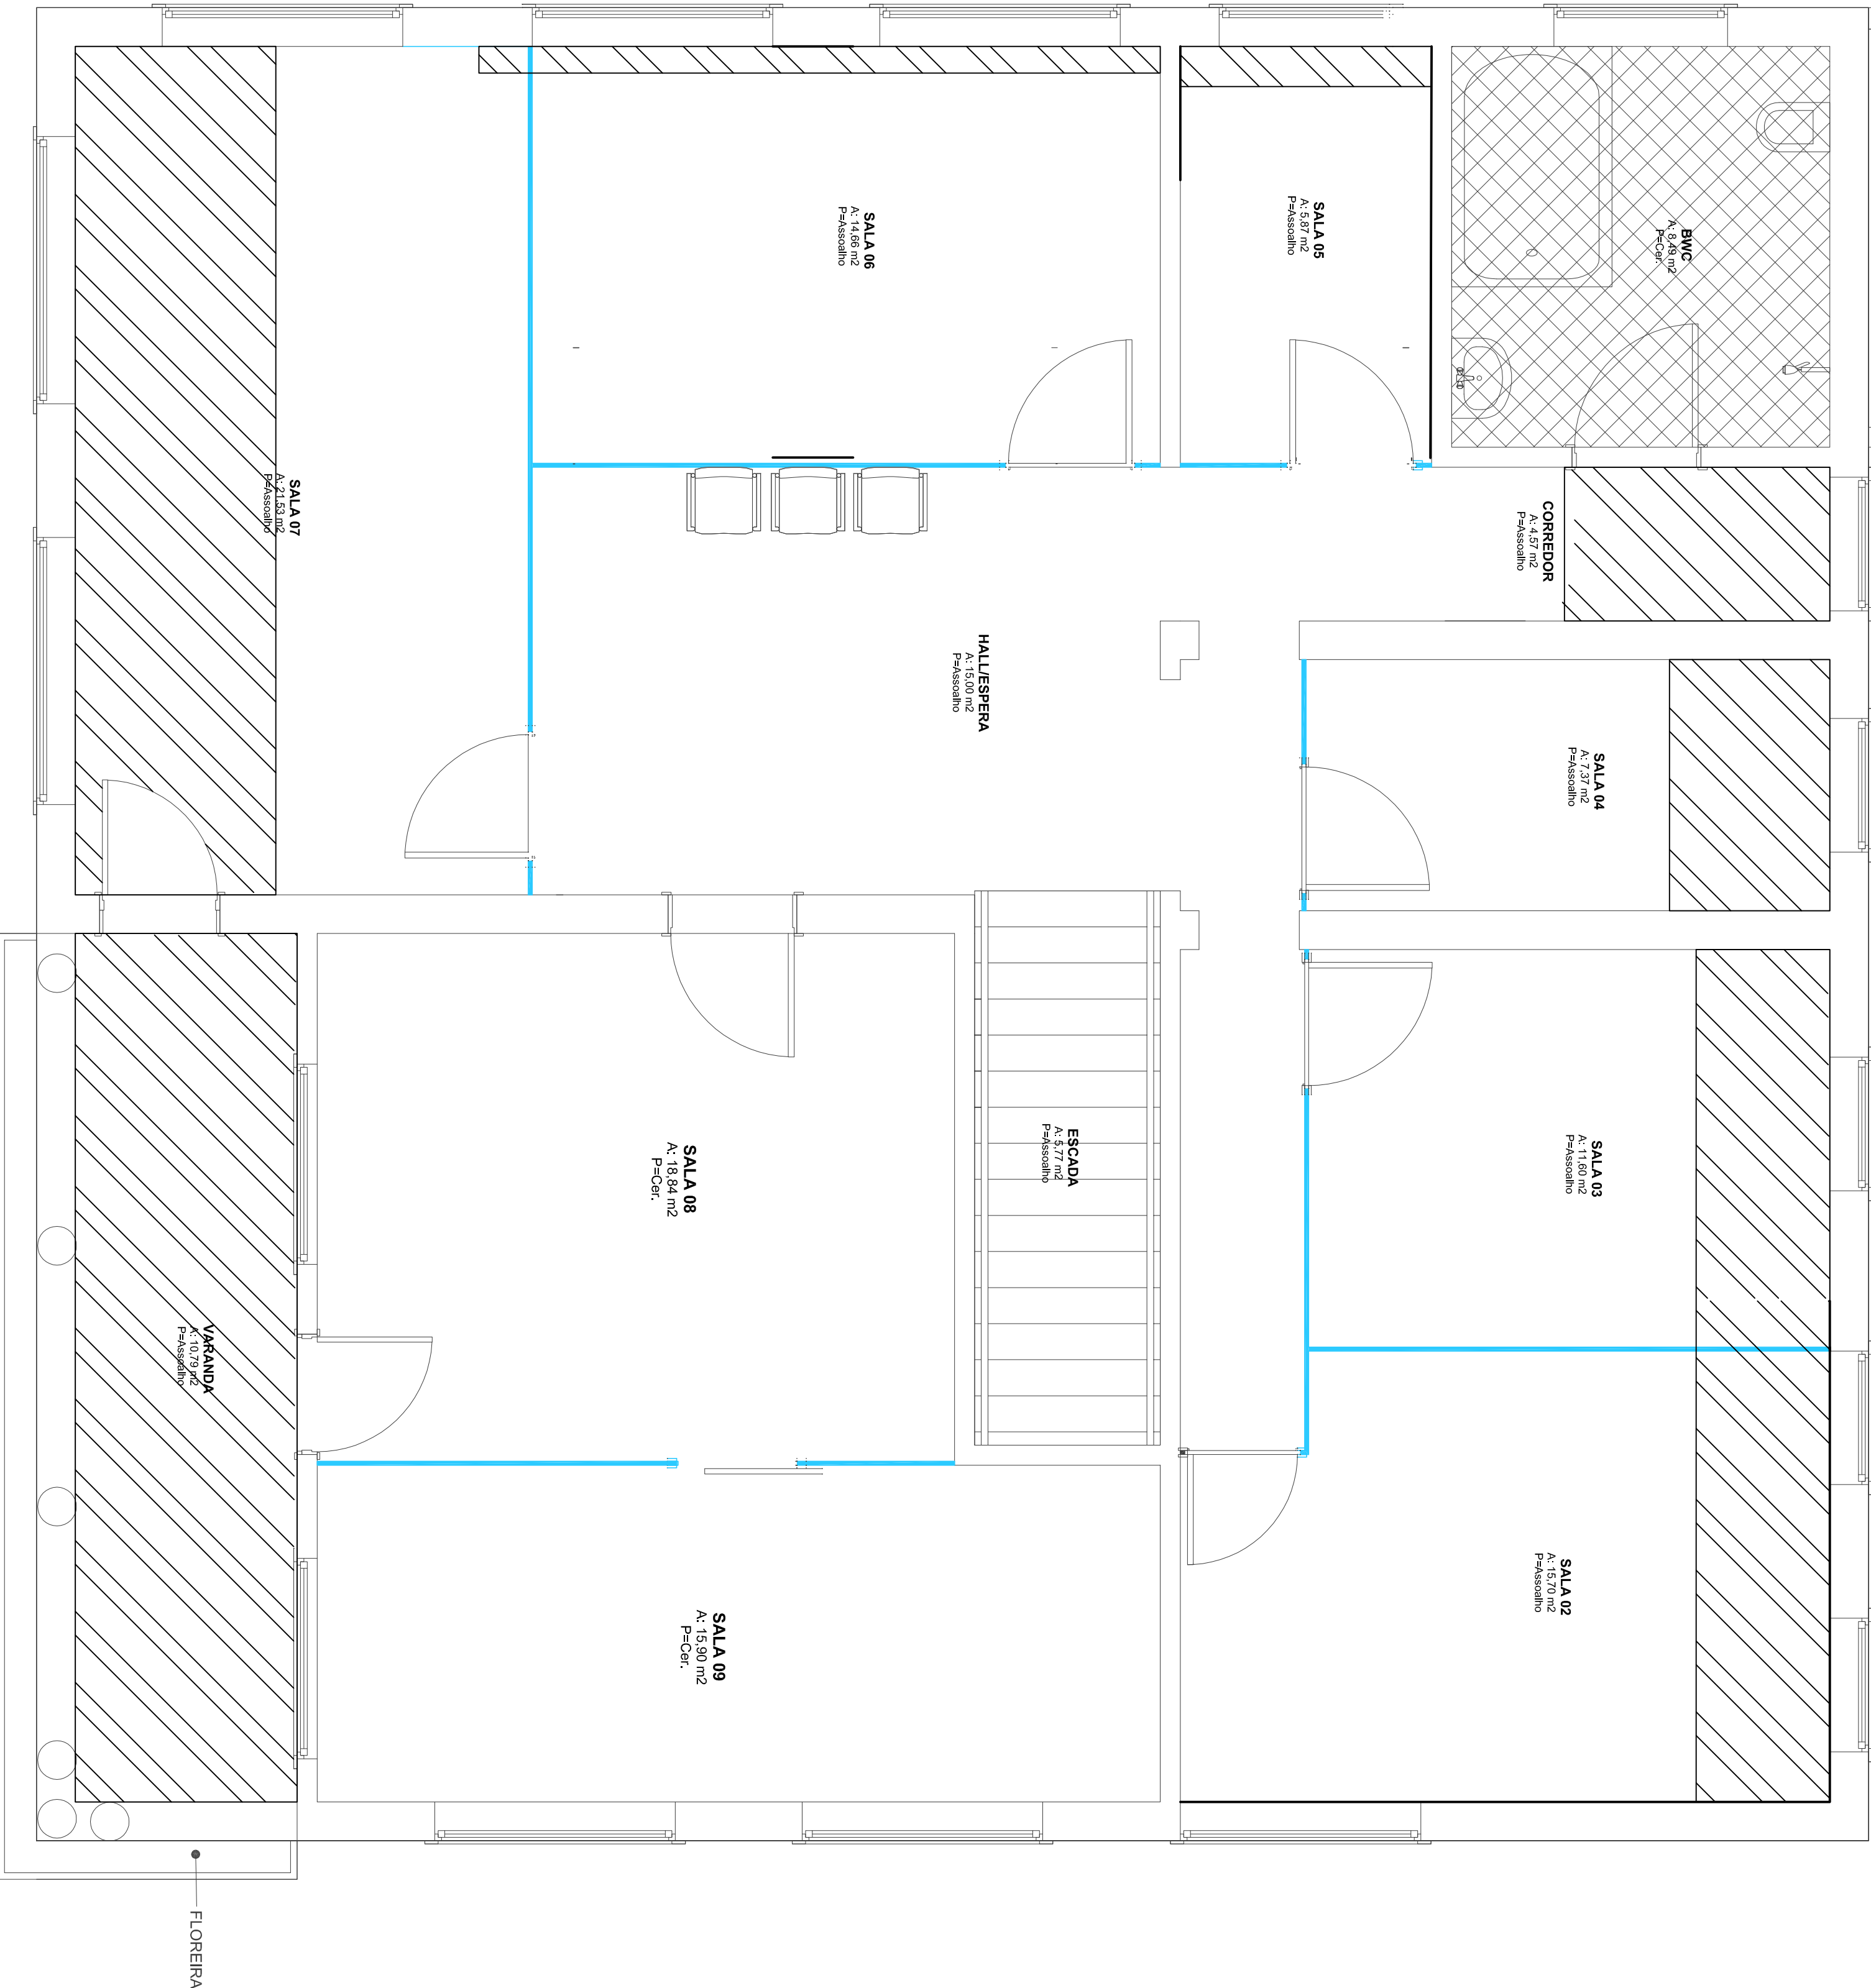 SALA 06
A: 14,66 m2
P=Assoalho
SALA 05
A: 5,87 m2
P=Assoalho
BWC
A: 8,49 m2
P=Cer.
SALA 07
A: 21,53 m2
P=Assoalho
CORREDOR
A: 4,57 m2
P=Assoalho
HALL/ESPERA
A: 15,00 m2
P=Assoalho
SALA 04
A: 7,37 m2
P=Assoalho
SALA 08
A: 18,84 m2
P=Cer.
ESCADA
A: 5,77 m2
P=Assoalho
SALA 03
A: 11,60 m2
P=Assoalho
VARANDA
A: 10,79 m2
P=Assoalho
SALA 09
A: 15,90 m2
P=Cer.
SALA 02
A: 15,70 m2
P=Assoalho
FLOREIRA